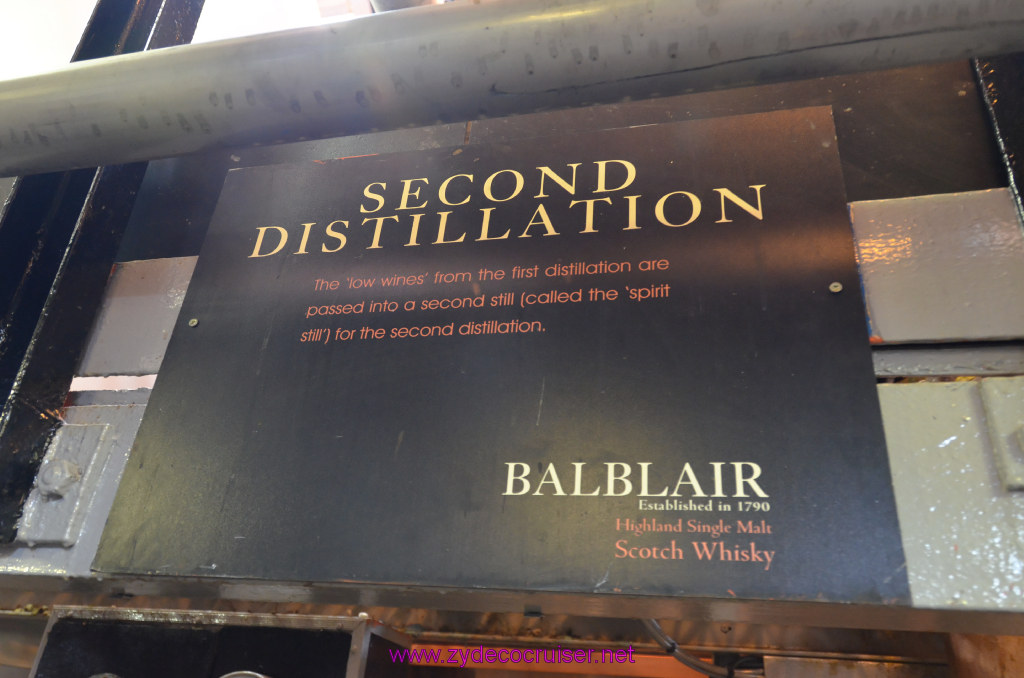 SECOND
DISTILLATION
The 'low wines' from the first distillation are
passed into a second still (called the 'spirit
still') for the second distillation.
BALBLAIR
Established in 1790
Highland Single Malt
Scotch Whisky
www.zydecocruiser.net